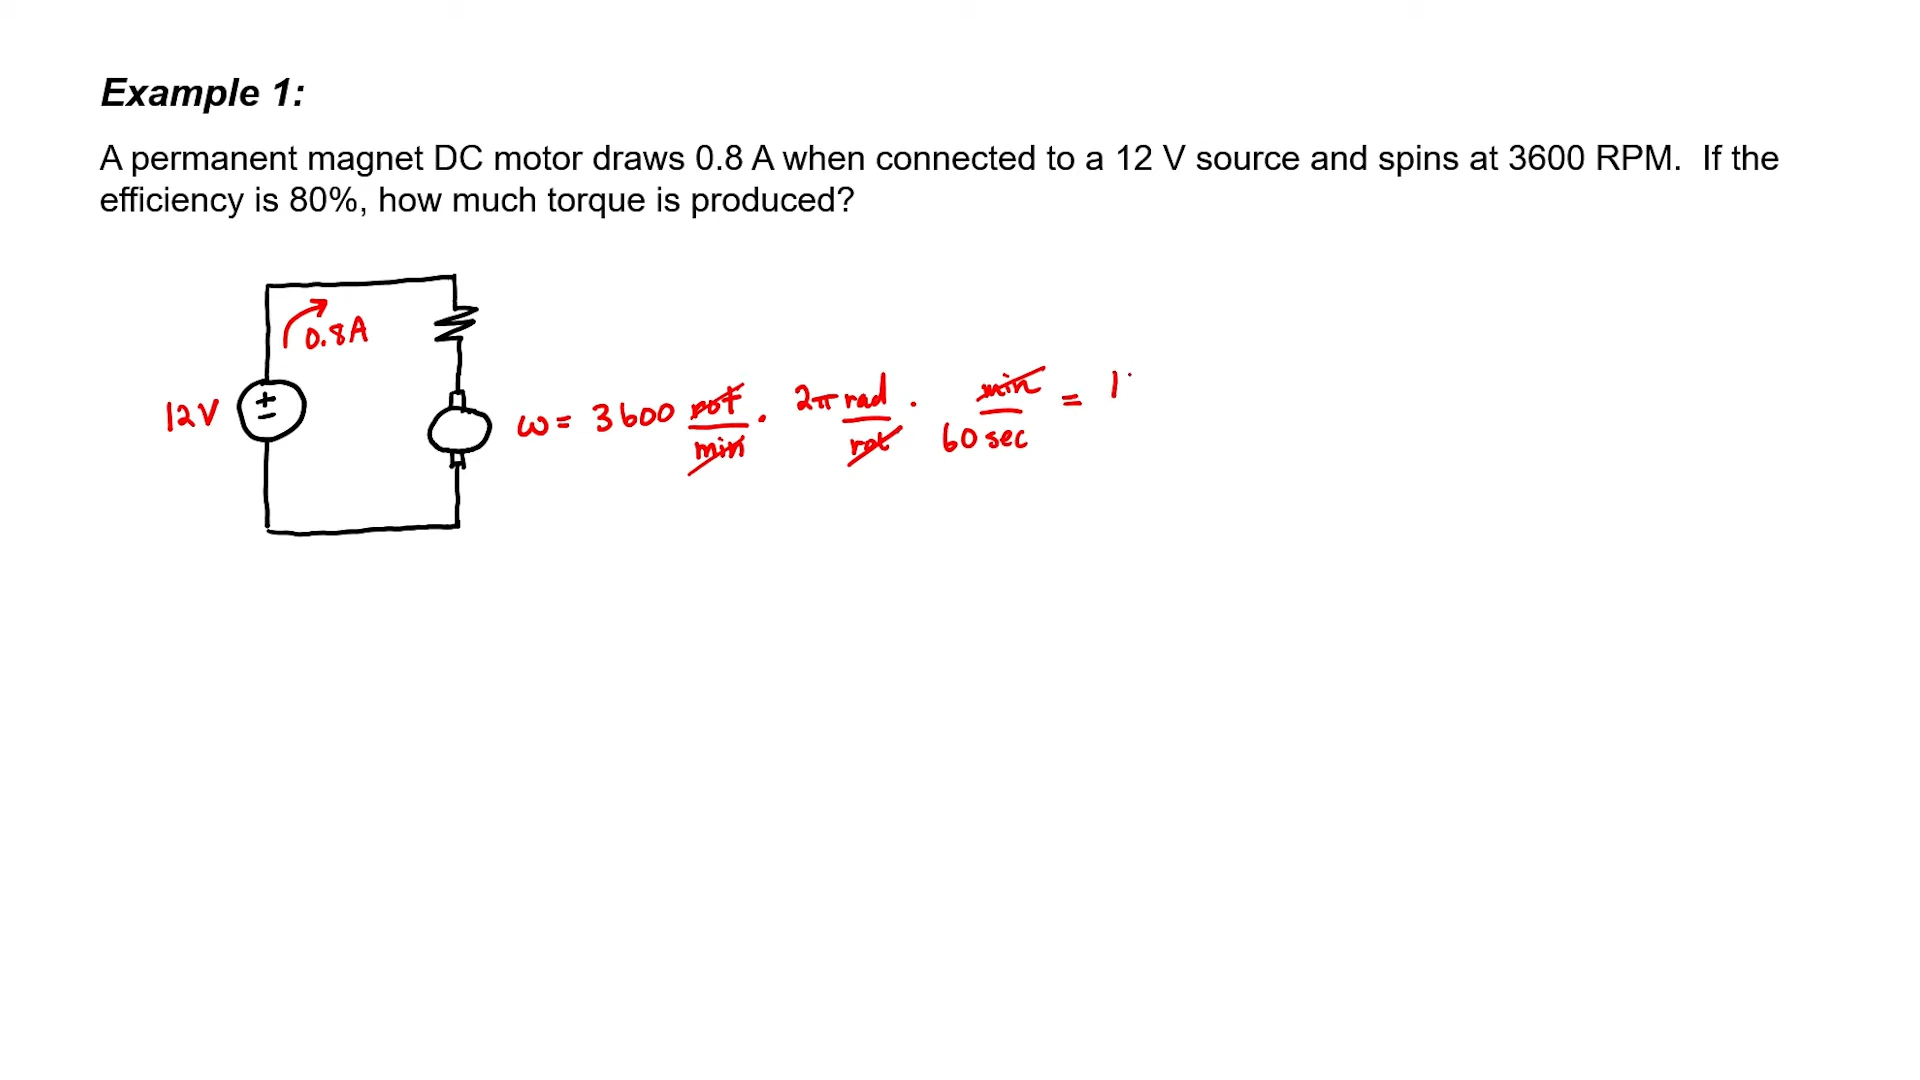 Example 1:
A permanent magnet DC motor draws 0.8 A when connected to a 12 V source and spins at 3600 RPM. If the
efficiency is 80%, how much torque is produced?
0.8A
12V
+
−
ω = 3600 rot/min · 2π rad/rot · min/60 sec = 1